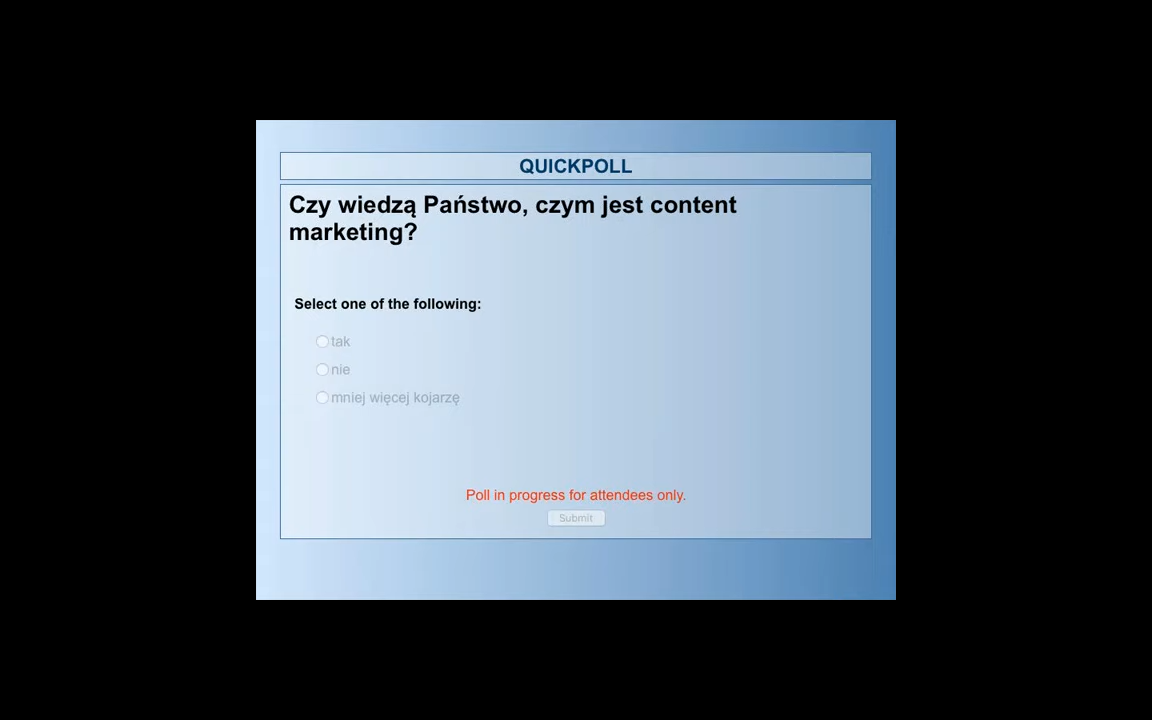 QUICKPOLL
Czy wiedzą Państwo, czym jest content
marketing?
Select one of the following:
tak
nie
mniej więcej kojarzę
Poll in progress for attendees only.
Submit